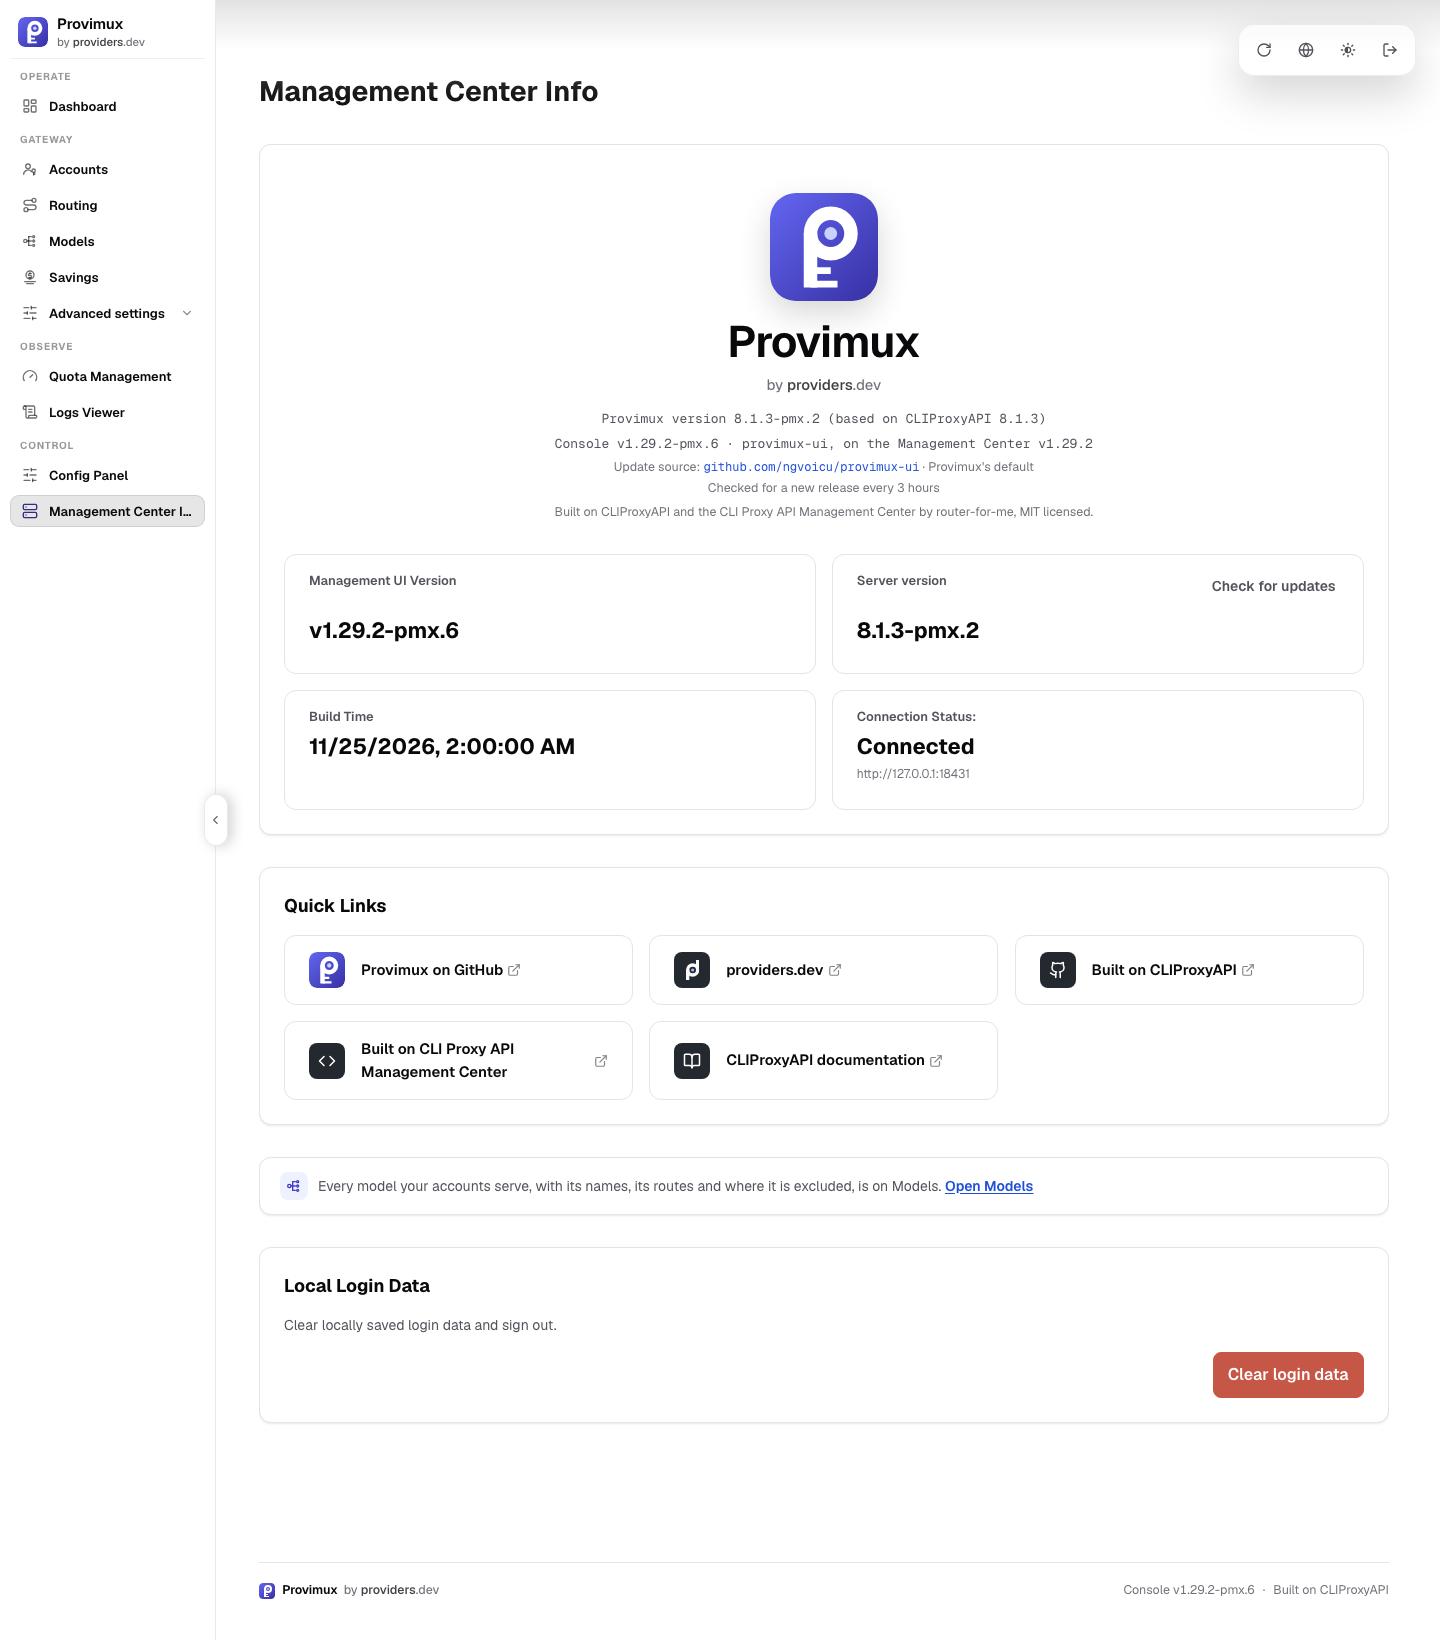 Provimux
by providers.dev
OPERATE
Dashboard
GATEWAY
Accounts
Routing
Models
Savings
Advanced settings
OBSERVE
Quota Management
Logs Viewer
CONTROL
Config Panel
Management Center I...
Management Center Info
Provimux
by providers.dev
Provimux version 8.1.3-pmx.2 (based on CLIProxyAPI 8.1.3)
Console v1.29.2-pmx.6 · provimux-ui, on the Management Center v1.29.2
Update source: github.com/ngvoicu/provimux-ui · Provimux's default
Checked for a new release every 3 hours
Built on CLIProxyAPI and the CLI Proxy API Management Center by router-for-me, MIT licensed.
Management UI Version
v1.29.2-pmx.6
Server version
Check for updates
8.1.3-pmx.2
Build Time
11/25/2026, 2:00:00 AM
Connection Status:
Connected
http://127.0.0.1:18431
Quick Links
Provimux on GitHub
providers.dev
Built on CLIProxyAPI
Built on CLI Proxy API
Management Center
CLIProxyAPI documentation
Every model your accounts serve, with its names, its routes and where it is excluded, is on Models. Open Models
Local Login Data
Clear locally saved login data and sign out.
Clear login data
Provimux by providers.dev
Console v1.29.2-pmx.6 · Built on CLIProxyAPI